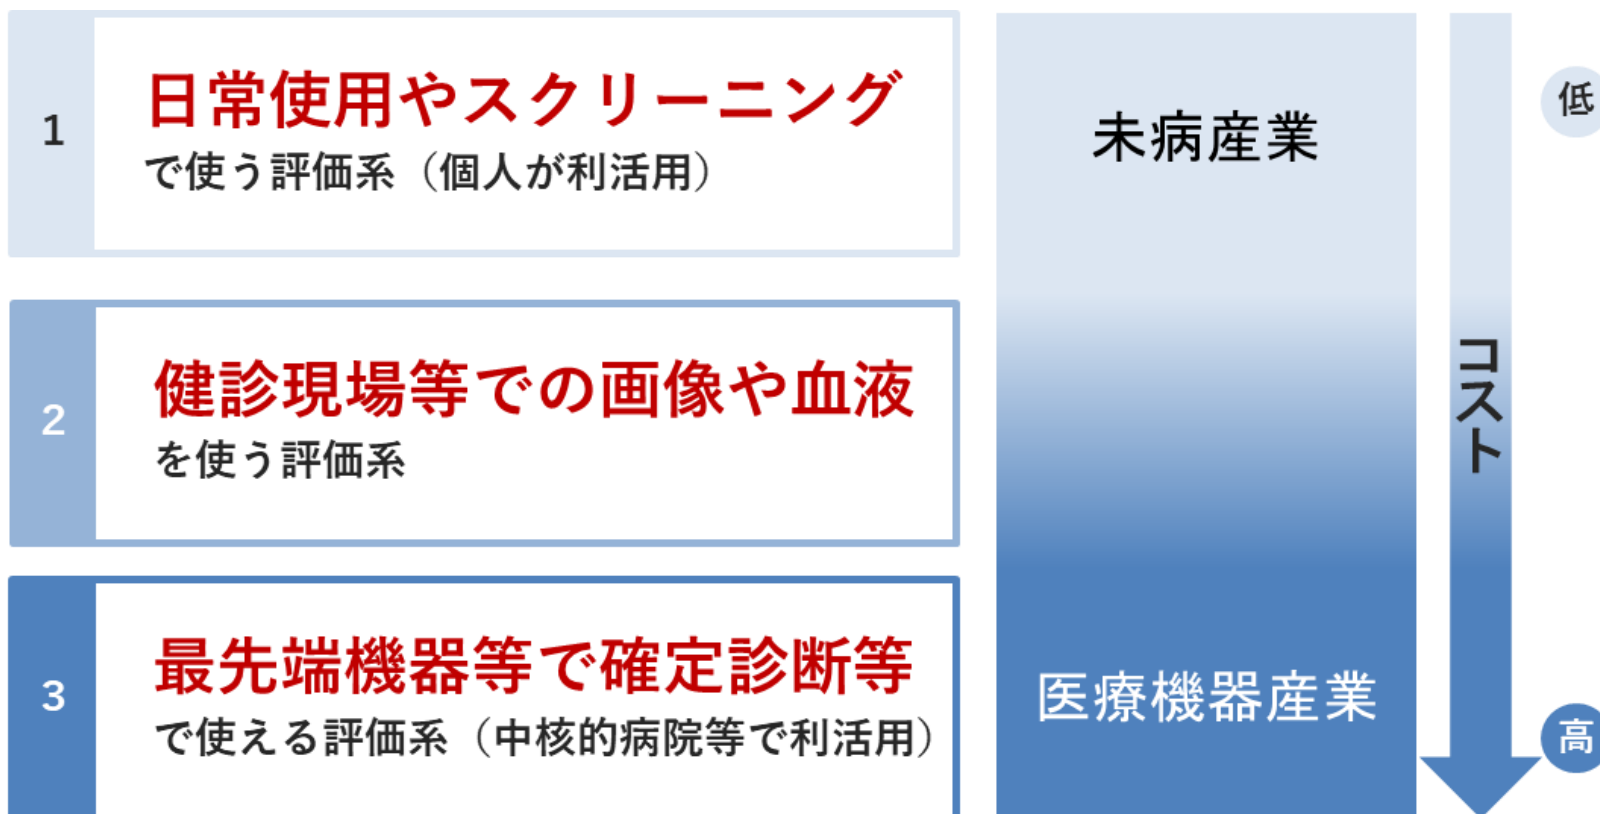 1
日常使用やスクリーニング
で使う評価系（個人が利活用）
2
健診現場等での画像や血液
を使う評価系
3
最先端機器等で確定診断等
で使える評価系（中核的病院等で利活用）
未病産業
医療機器産業
コスト
低
高